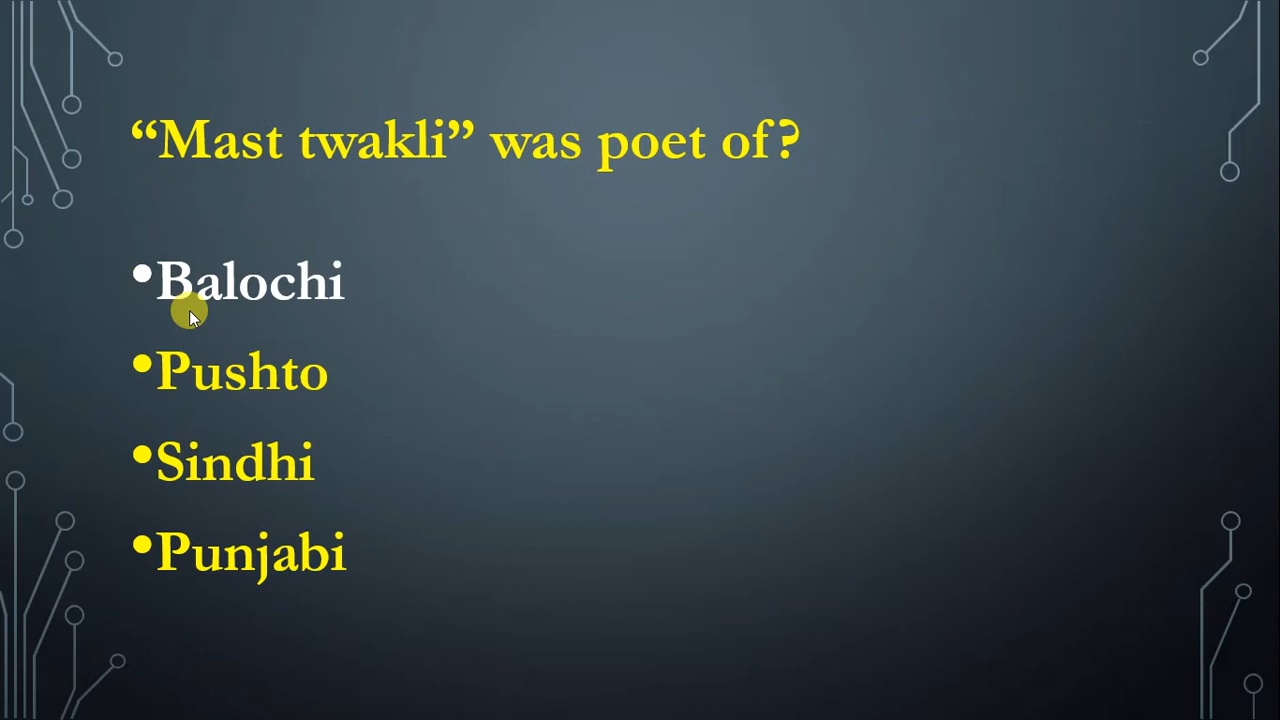 “Mast twakli” was poet of?
•Balochi
•Pushto
•Sindhi
•Punjabi